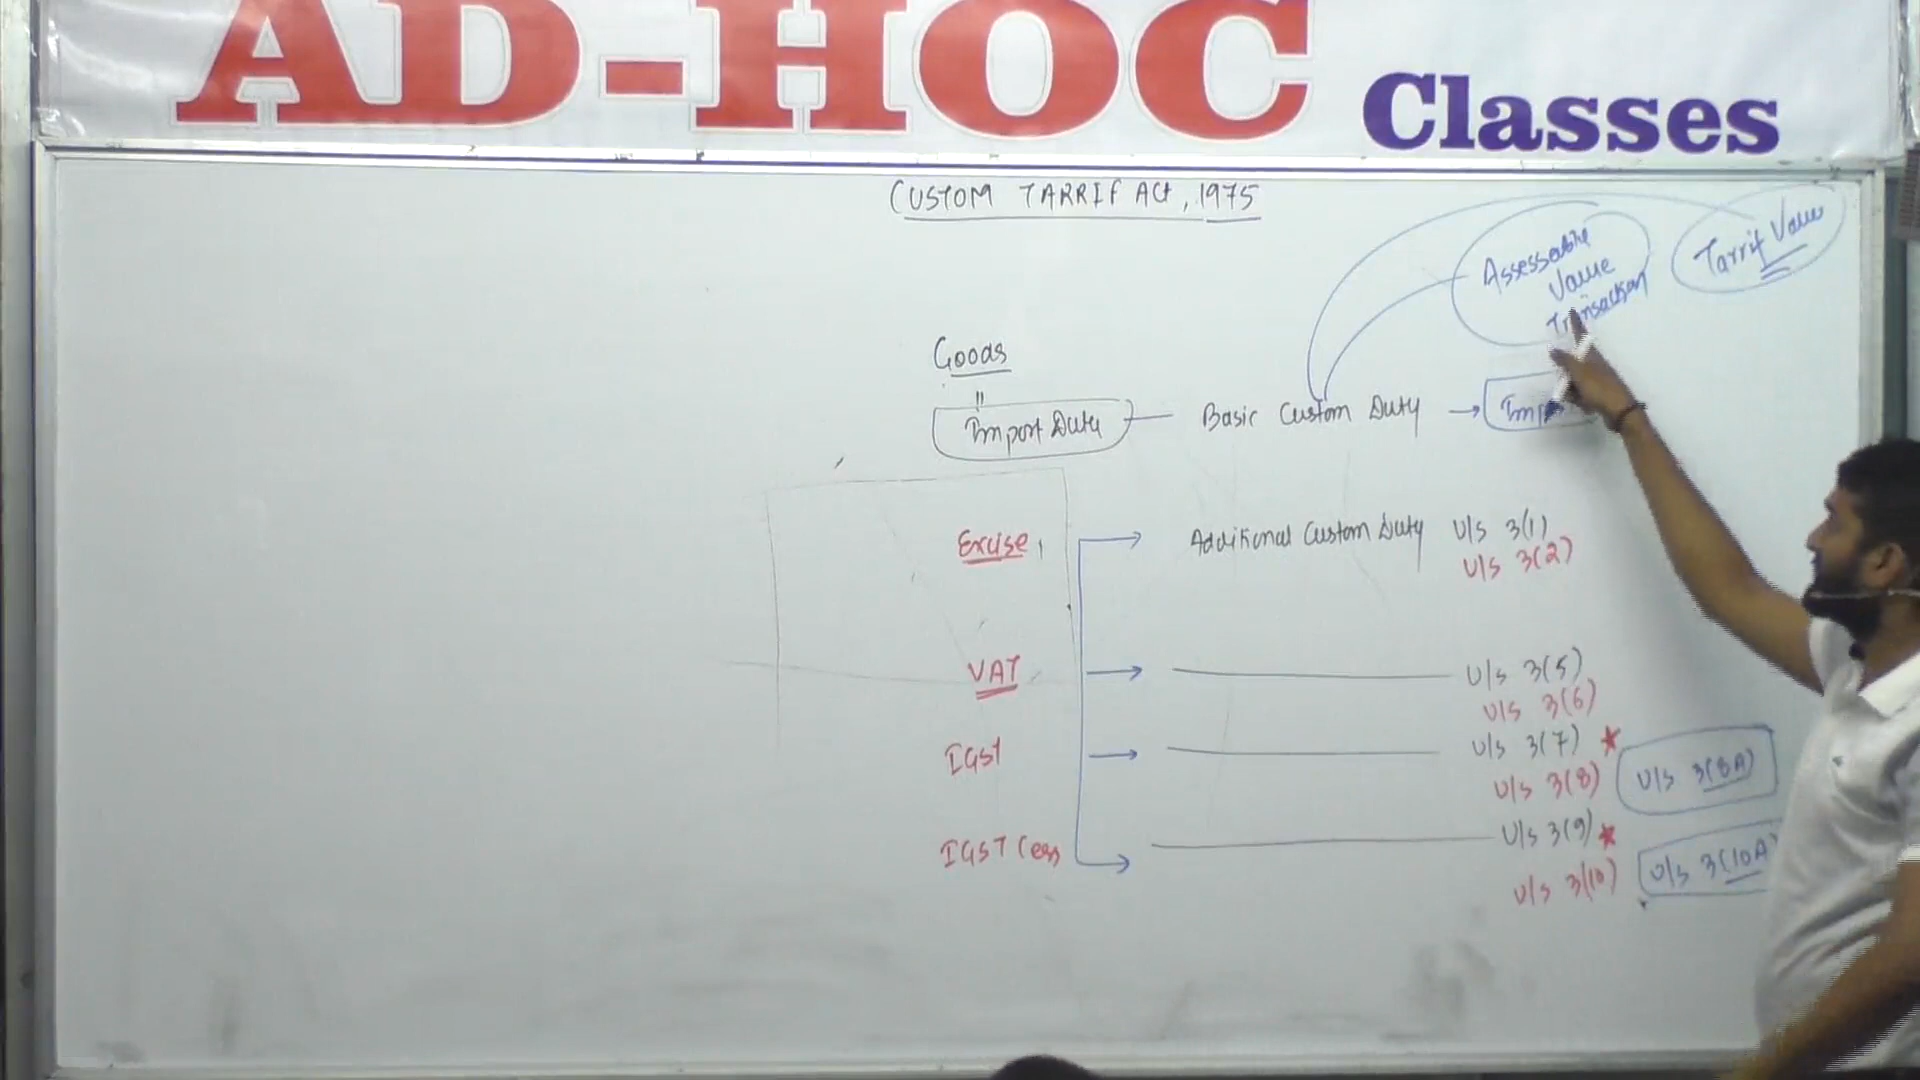 AD-HOC Classes
CUSTOM TARRIF ACT, 1975
Assessable
Value
Transaction
Tarrif Value
Goods
Import Duty
Basic Custom Duty
Excise
Additional Custom Duty U/s 3(1)
U/s 3(2)
VAT
U/s 3(5)
U/s 3(6)
IGST
U/s 3(7)
U/s 3(8)
U/s 3(8A)
IGST Cess
U/s 3(9)
U/s 3(10)
U/s 3(10A)